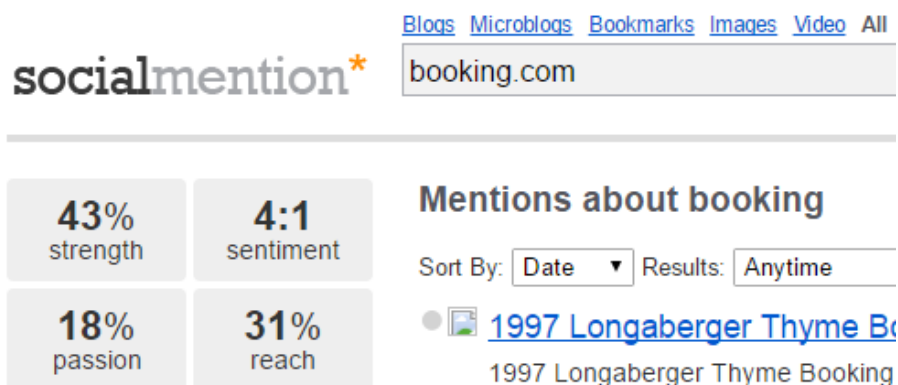 Blogs Microblogs Bookmarks Images Video All
socialmention*
booking.com
43%
strength
4:1
sentiment
18%
passion
31%
reach
Mentions about booking
Sort By: Date Results: Anytime
1997 Longaberger Thyme
1997 Longaberger Thyme Booking